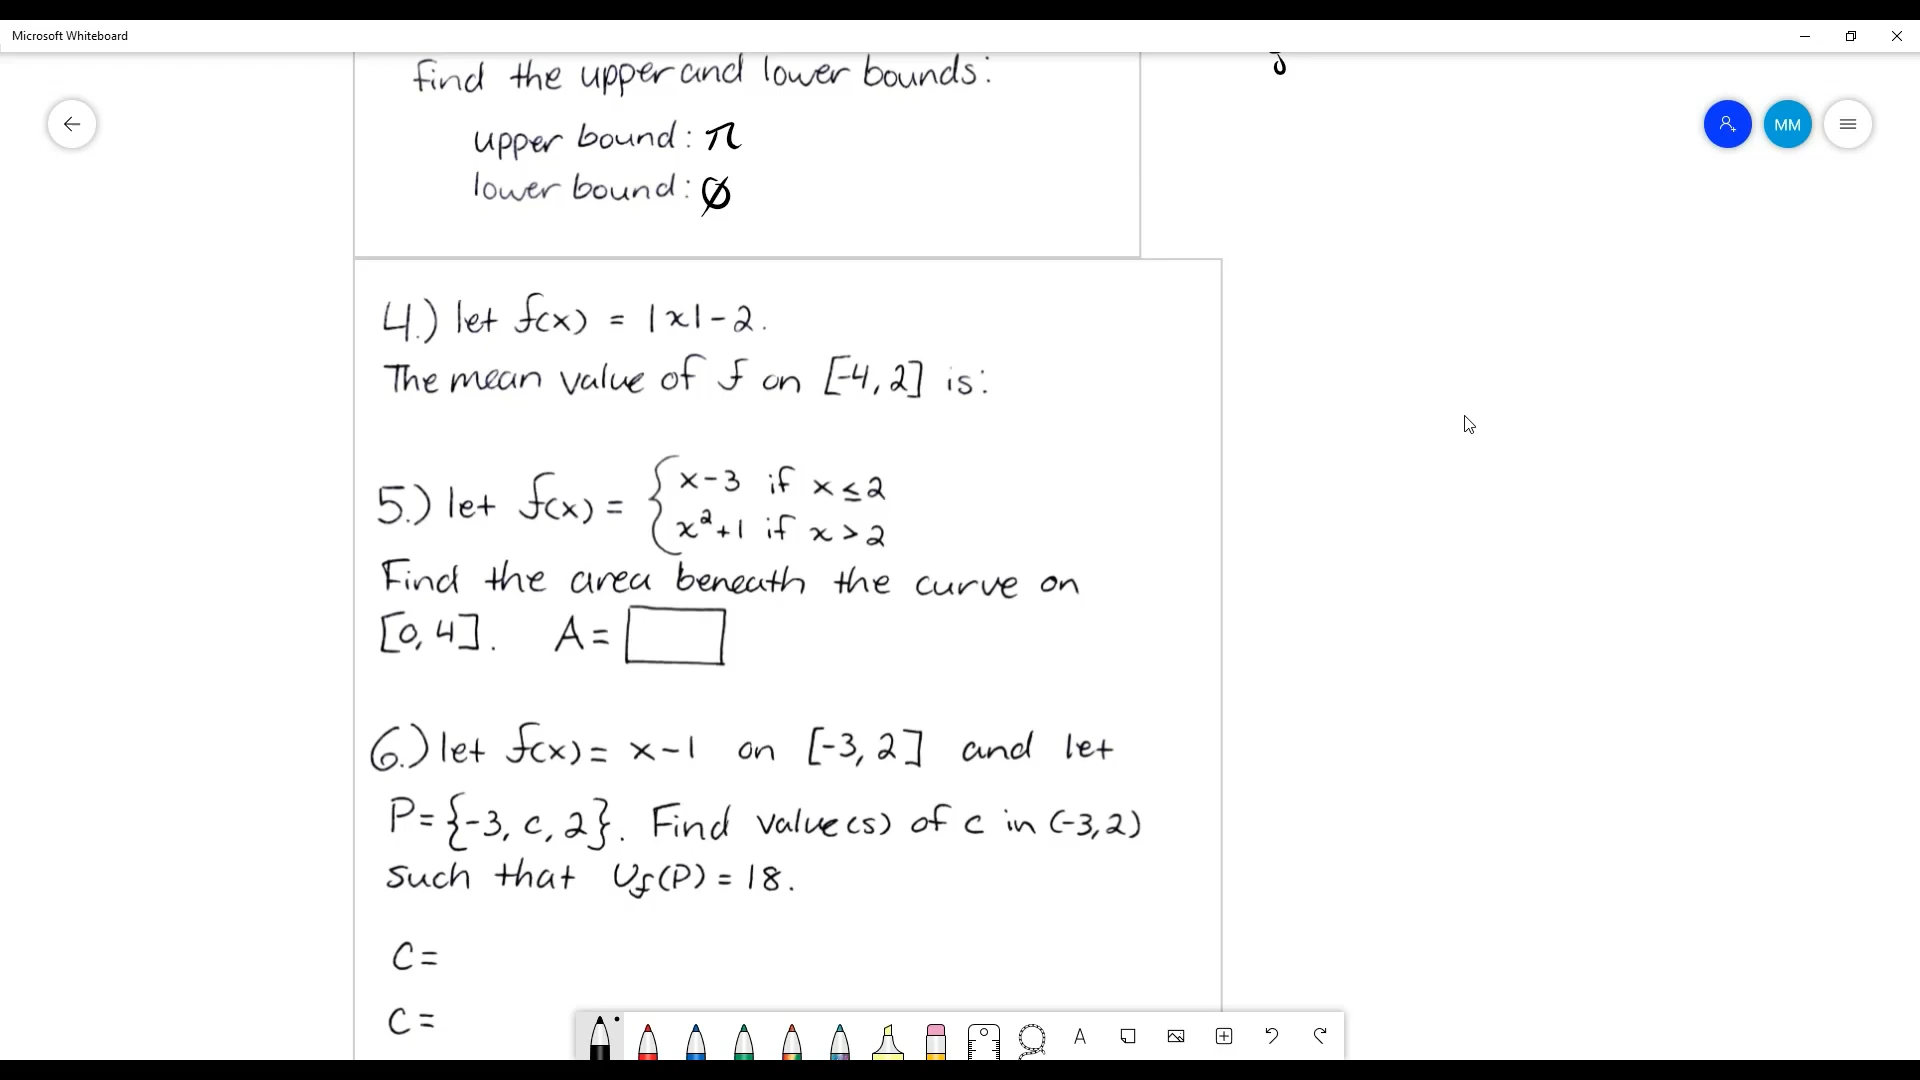 Microsoft Whiteboard
find the upper and lower bounds:
upper bound: π
lower bound: Ø
MM
4.) let f(x) = |x| - 2.
The mean value of f on [-4, 2] is:
5.) let f(x) = { x - 3 if x ≤ 2
x² + 1 if x > 2
Find the area beneath the curve on
[0, 4]. A =
6.) let f(x) = x - 1 on [-3, 2] and let
P = {-3, c, 2}. Find value(s) of c in (-3, 2)
such that U_f(P) = 18.
C =
C =
A